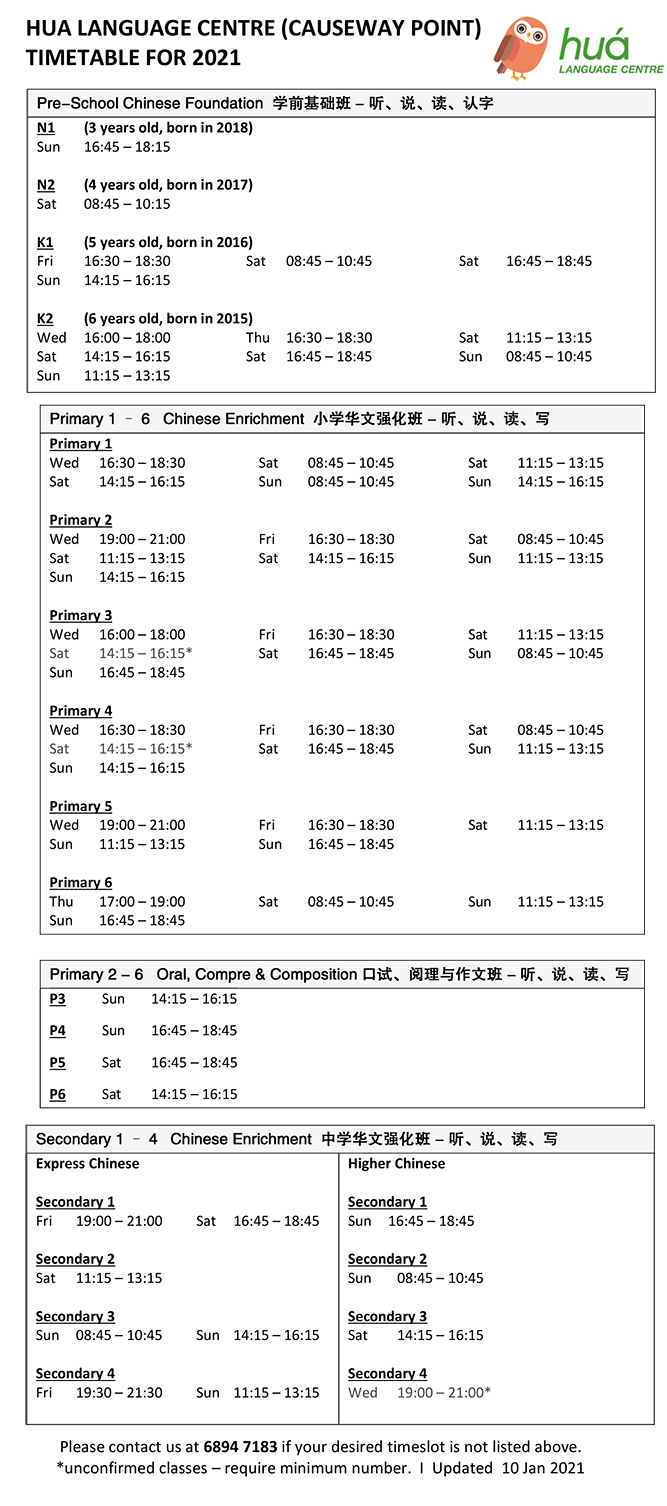 HUA LANGUAGE CENTRE (CAUSEWAY POINT)
TIMETABLE FOR 2021
huá
LANGUAGE CENTRE
Pre–School Chinese Foundation 学前基础班 – 听、说、读、认字
N1 (3 years old, born in 2018)
Sun 16:45 – 18:15
N2 (4 years old, born in 2017)
Sat 08:45 – 10:15
K1 (5 years old, born in 2016)
Fri 16:30 – 18:30 Sat 08:45 – 10:45 Sat 16:45 – 18:45
Sun 14:15 – 16:15
K2 (6 years old, born in 2015)
Wed 16:00 – 18:00 Thu 16:30 – 18:30 Sat 11:15 – 13:15
Sat 14:15 – 16:15 Sat 16:45 – 18:45 Sun 08:45 – 10:45
Sun 11:15 – 13:15
Primary 1 – 6 Chinese Enrichment 小学华文强化班 – 听、说、读、写
Primary 1
Wed 16:30 – 18:30 Sat 08:45 – 10:45 Sat 11:15 – 13:15
Sat 14:15 – 16:15 Sun 08:45 – 10:45 Sun 14:15 – 16:15
Primary 2
Wed 19:00 – 21:00 Fri 16:30 – 18:30 Sat 08:45 – 10:45
Sat 11:15 – 13:15 Sat 14:15 – 16:15 Sun 11:15 – 13:15
Sun 14:15 – 16:15
Primary 3
Wed 16:00 – 18:00 Fri 16:30 – 18:30 Sat 11:15 – 13:15
Sat 14:15 – 16:15* Sat 16:45 – 18:45 Sun 08:45 – 10:45
Sun 16:45 – 18:45
Primary 4
Wed 16:30 – 18:30 Fri 16:30 – 18:30 Sat 08:45 – 10:45
Sat 14:15 – 16:15* Sat 16:45 – 18:45 Sun 11:15 – 13:15
Sun 14:15 – 16:15
Primary 5
Wed 19:00 – 21:00 Fri 16:30 – 18:30 Sat 11:15 – 13:15
Sun 11:15 – 13:15 Sun 16:45 – 18:45
Primary 6
Thu 17:00 – 19:00 Sat 08:45 – 10:45 Sun 11:15 – 13:15
Sun 16:45 – 18:45
Primary 2 – 6 Oral, Compre & Composition 口试、阅理与作文班 – 听、说、读、写
P3 Sun 14:15 – 16:15
P4 Sun 16:45 – 18:45
P5 Sat 16:45 – 18:45
P6 Sat 14:15 – 16:15
Secondary 1 – 4 Chinese Enrichment 中学华文强化班 – 听、说、读、写
Express Chinese
Secondary 1
Fri 19:00 – 21:00 Sat 16:45 – 18:45
Secondary 2
Sat 11:15 – 13:15
Secondary 3
Sun 08:45 – 10:45 Sun 14:15 – 16:15
Secondary 4
Fri 19:30 – 21:30 Sun 11:15 – 13:15
Higher Chinese
Secondary 1
Sun 16:45 – 18:45
Secondary 2
Sun 08:45 – 10:45
Secondary 3
Sat 14:15 – 16:15
Secondary 4
Wed 19:00 – 21:00*
Please contact us at 6894 7183 if your desired timeslot is not listed above.
*unconfirmed classes – require minimum number. I Updated 10 Jan 2021